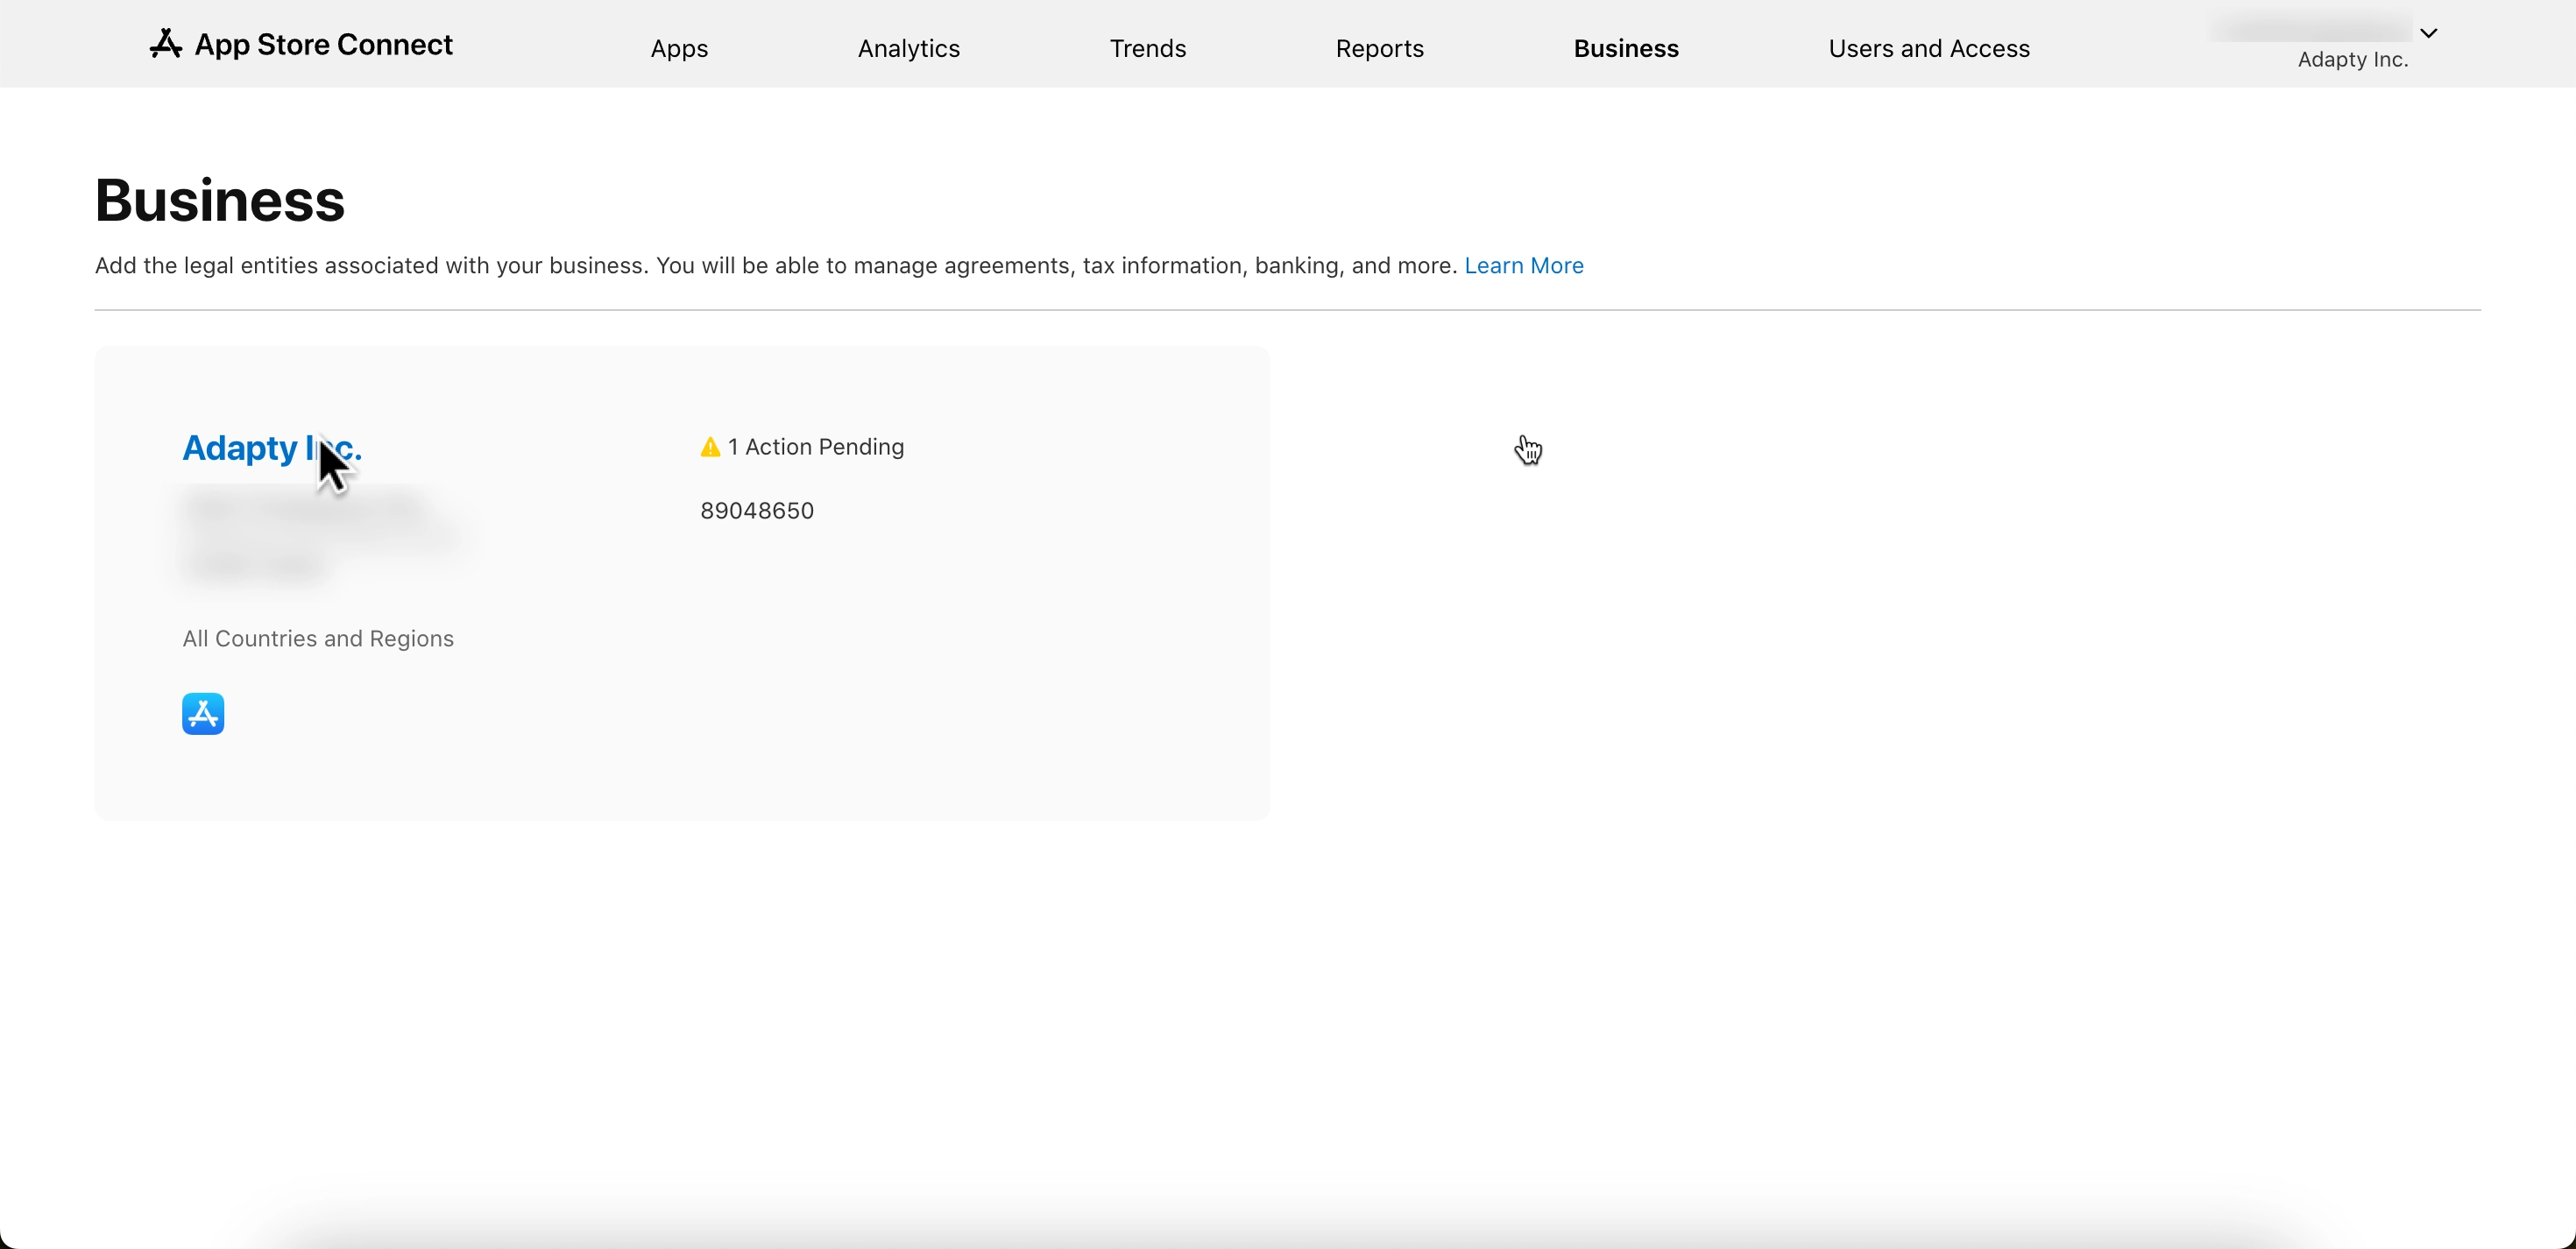 App Store Connect
Apps
Analytics
Trends
Reports
Business
Users and Access
Adapty Inc.
Business
Add the legal entities associated with your business. You will be able to manage agreements, tax information, banking, and more. Learn More
Adapty Inc.
1 Action Pending
89048650
All Countries and Regions